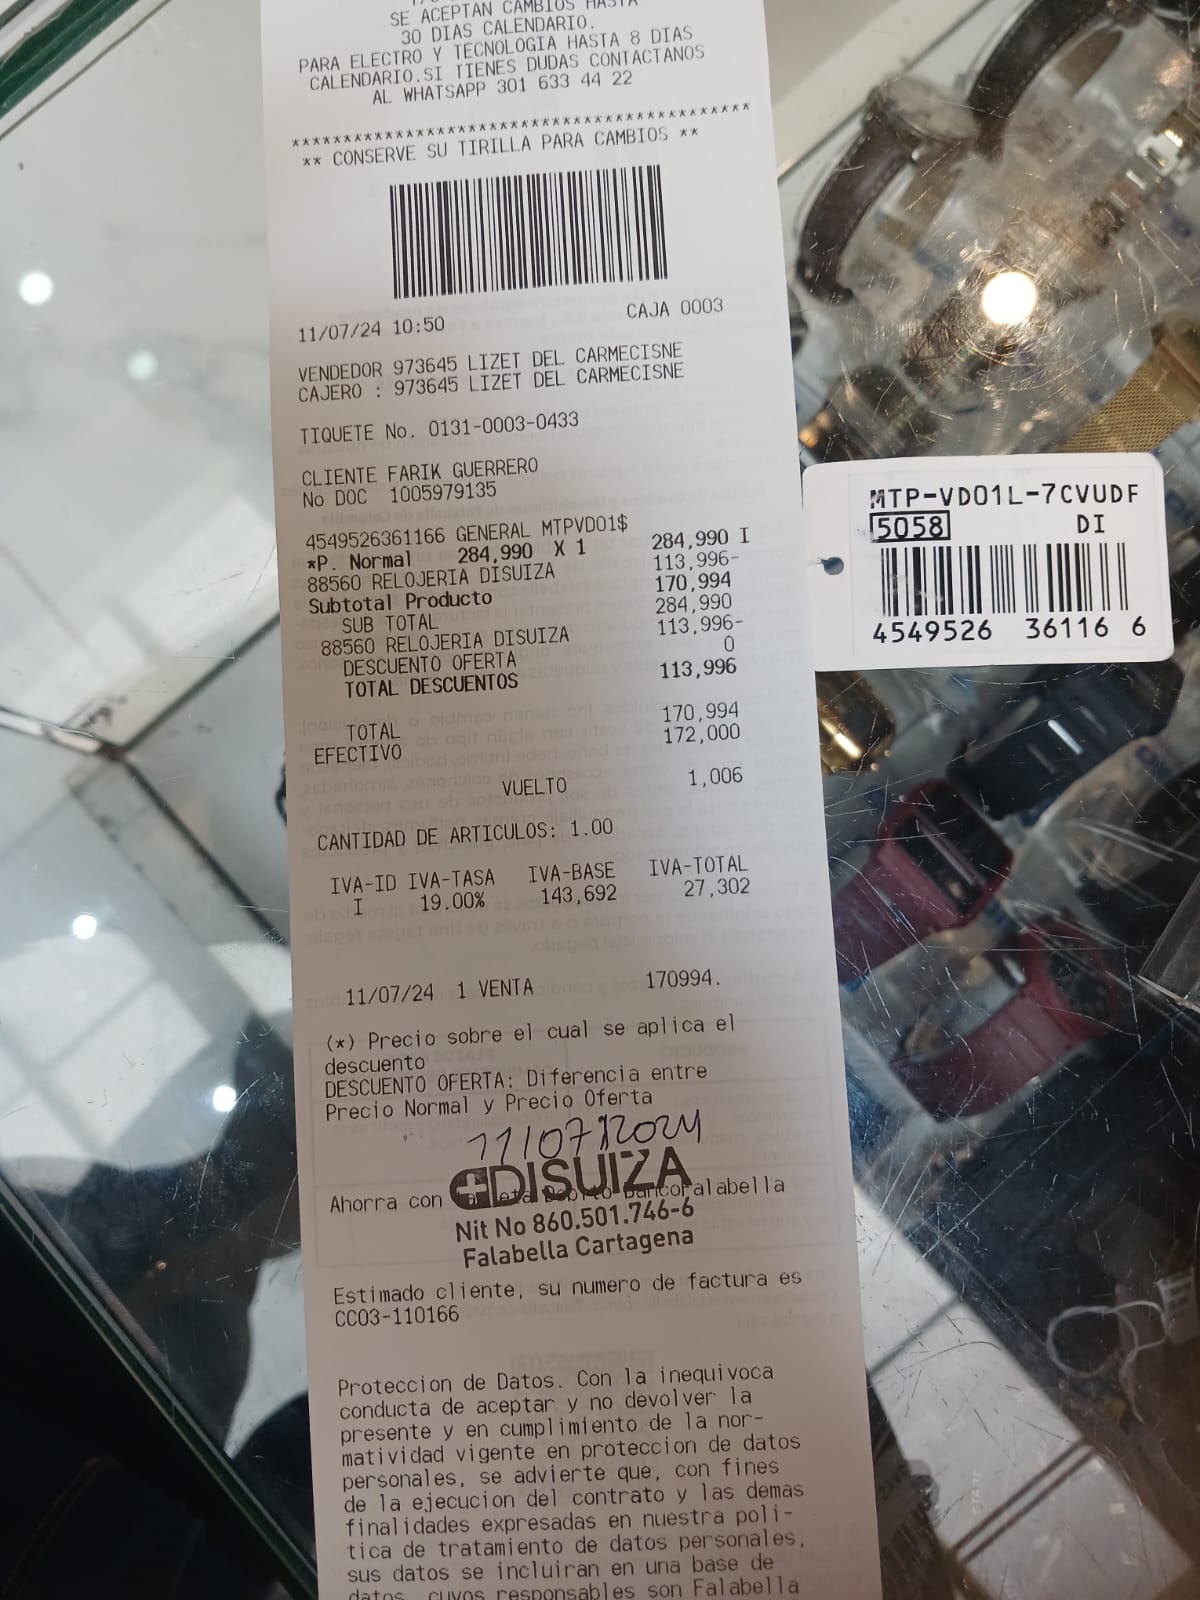 SE ACEPTAN CAMBIOS HASTA
30 DIAS CALENDARIO.
PARA ELECTRO Y TECNOLOGIA HASTA 8 DIAS
CALENDARIO.SI TIENES DUDAS CONTACTANOS
AL WHATSAPP 301 633 44 22
********************************************
** CONSERVE SU TIRILLA PARA CAMBIOS **
11/07/24 10:50 CAJA 0003
VENDEDOR 973645 LIZET DEL CARMECISNE
CAJERO : 973645 LIZET DEL CARMECISNE
TIQUETE No. 0131-0003-0433
CLIENTE FARIK GUERRERO
No DOC 1005979135
4549526361166 GENERAL MTPVD01$
*P. Normal 284,990 X 1 284,990 I
88560 RELOJERIA DISUIZA 113,996-
Subtotal Producto 170,994
SUB TOTAL 284,990
88560 RELOJERIA DISUIZA 113,996-
DESCUENTO OFERTA 0
TOTAL DESCUENTOS 113,996
TOTAL 170,994
EFECTIVO 172,000
VUELTO 1,006
CANTIDAD DE ARTICULOS: 1.00
IVA-ID IVA-TASA IVA-BASE IVA-TOTAL
I 19.00% 143,692 27,302
11/07/24 1 VENTA 170994.
(*) Precio sobre el cual se aplica el
descuento
DESCUENTO OFERTA: Diferencia entre
Precio Normal y Precio Oferta
11/07/2024
DISUIZA
Ahorra con Debito BancoFalabella
Nit No 860.501.746-6
Falabella Cartagena
Estimado cliente, su numero de factura es
CC03-110166
Proteccion de Datos. Con la inequivoca
conducta de aceptar y no devolver la
presente y en cumplimiento de la nor-
matividad vigente en proteccion de datos
personales, se advierte que, con fines
de la ejecucion del contrato y las demas
finalidades expresadas en nuestra poli-
tica de tratamiento de datos personales,
sus datos se incluiran en una base de
datos, cuyos responsables son Falabella
MTP-VD01L-7CVUDF
5058 DI
4549526 36116 6